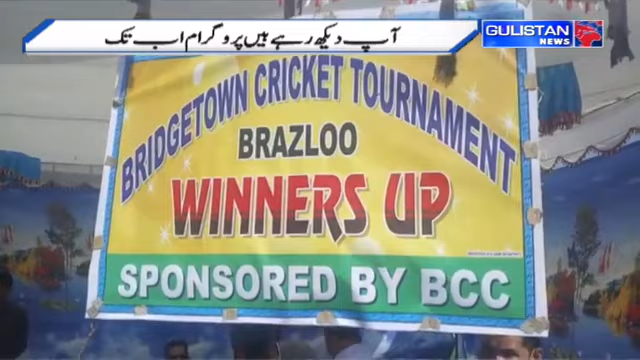 آپ دیکھ رہے ہیں پروگرام اب تک
GULISTAN
NEWS
BRIDGETOWN CRICKET TOURNAMENT
BRAZLOO
WINNERS UP
SPONSORED BY BCC